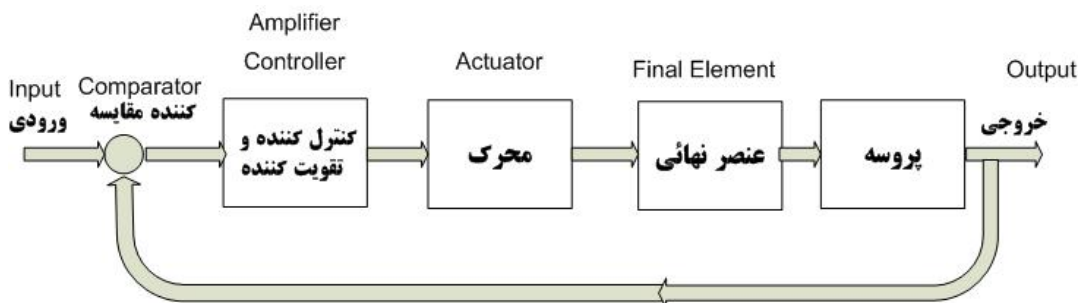 Amplifier
Controller
Actuator
Final Element
Output
Input
Comparator
ورودی
کننده مقایسه
کنترل کننده و
تقویت کننده
محرک
عنصر نهائی
پروسه
خروجی